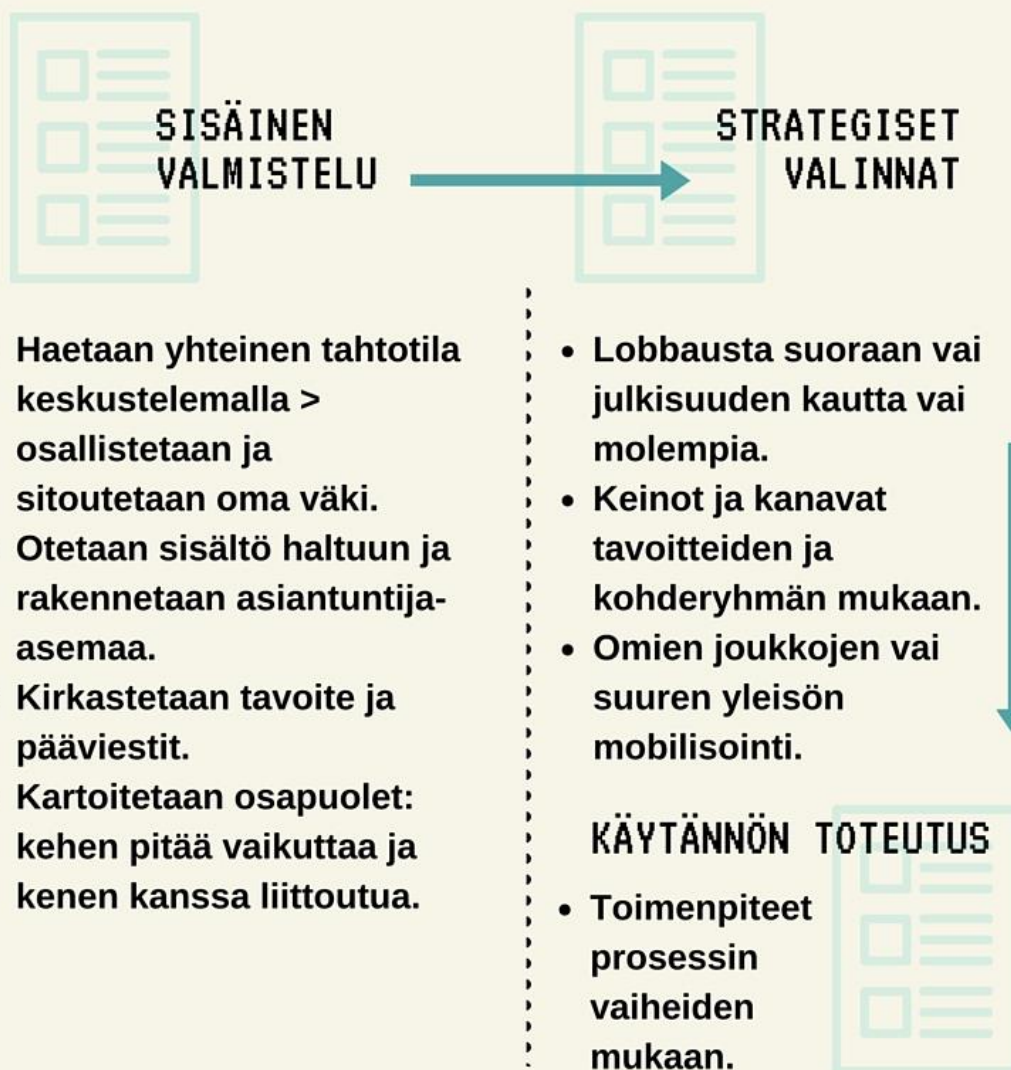 SISÄINEN
VALMISTELU
Haetaan yhteinen tahtotila
keskustelemalla >
osallistetaan ja
sitoutetaan oma väki.
Otetaan sisältö haltuun ja
rakennetaan asiantuntija-
asemaa.
Kirkastetaan tavoite ja
pääviestit.
Kartoitetaan osapuolet:
kehen pitää vaikuttaa ja
kenen kanssa liittoutua.
STRATEGISET
VALINNAT
• Lobbausta suoraan vai
julkisuuden kautta vai
molempia.
• Keinot ja kanavat
tavoitteiden ja
kohderyhmän mukaan.
• Omien joukkojen vai
suuren yleisön
mobilisointi.
KÄYTÄNNÖN TOTEUTUS
• Toimenpiteet
prosessin
vaiheiden
mukaan.